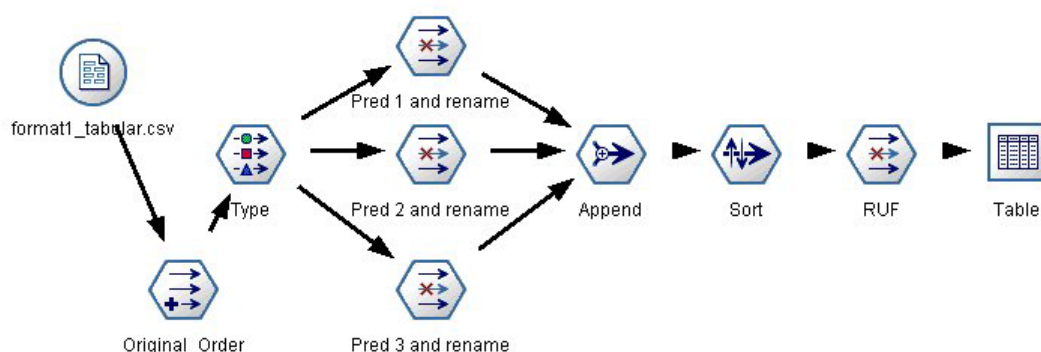 Pred 1 and rename
format1_tabular.csv
Type
Pred 2 and rename
Append
Sort
RUF
Table
Original_Order
Pred 3 and rename